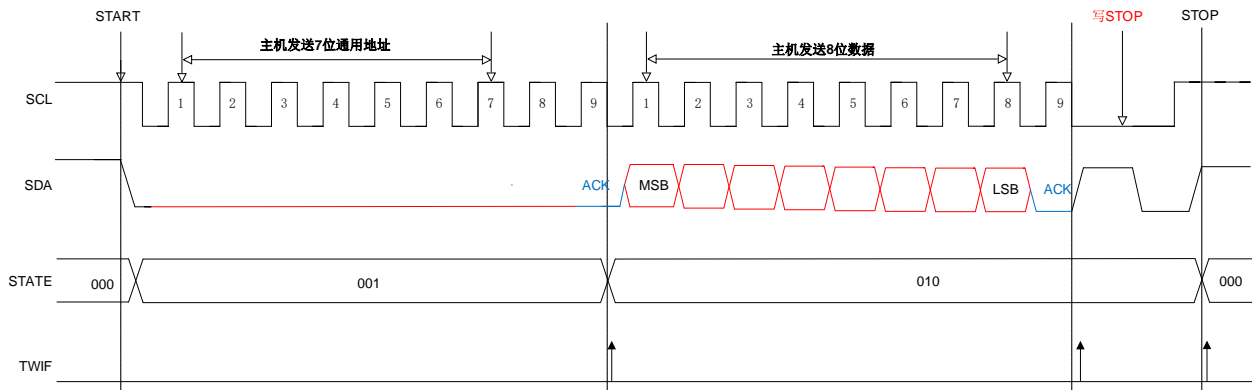 START
写STOP
STOP
主机发送7位通用地址
主机发送8位数据
SCL
1 2 3 4 5 6 7 8 9 1 2 3 4 5 6 7 8 9
SDA
ACK MSB LSB ACK
STATE
000 001 010 000
TWIF